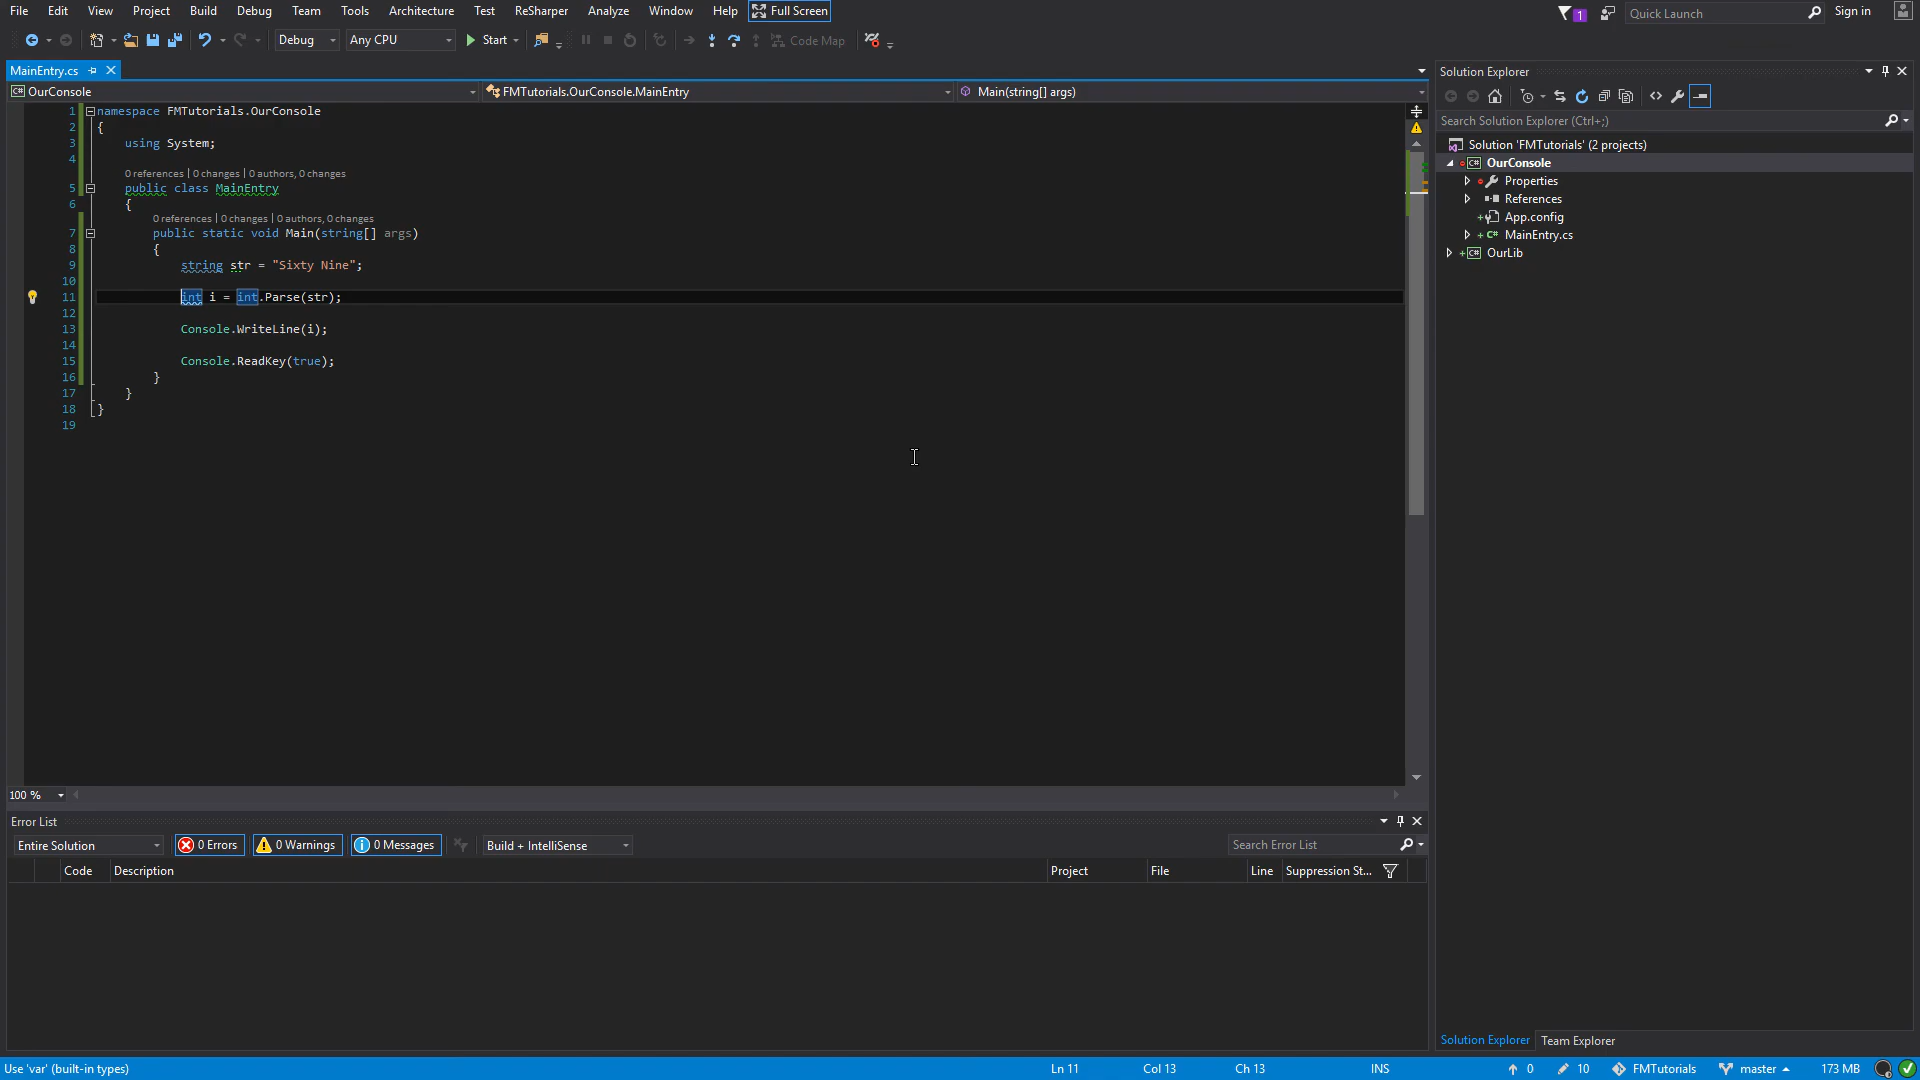 File Edit View Project Build Debug Team Tools Architecture Test ReSharper Analyze Window Help Full Screen 1 Quick Launch Sign in
Debug Any CPU Start Code Map
MainEntry.cs
OurConsole FMTutorials.OurConsole.MainEntry Main(string[] args)
1 namespace FMTutorials.OurConsole
2 {
3 using System;
4
0 references | 0 changes | 0 authors, 0 changes
5 public class MainEntry
6 {
0 references | 0 changes | 0 authors, 0 changes
7 public static void Main(string[] args)
8 {
9 string str = "Sixty Nine";
10
11 int i = int.Parse(str);
12
13 Console.WriteLine(i);
14
15 Console.ReadKey(true);
16 }
17 }
18 }
19
100 %
Solution Explorer
Search Solution Explorer (Ctrl+;)
Solution 'FMTutorials' (2 projects)
OurConsole
Properties
References
App.config
MainEntry.cs
OurLib
Error List
Entire Solution 0 Errors 0 Warnings 0 Messages Build + IntelliSense Search Error List
Code Description Project File Line Suppression St...
Solution Explorer Team Explorer
Use 'var' (built-in types) Ln 11 Col 13 Ch 13 INS 0 10 FMTutorials master 173 MB